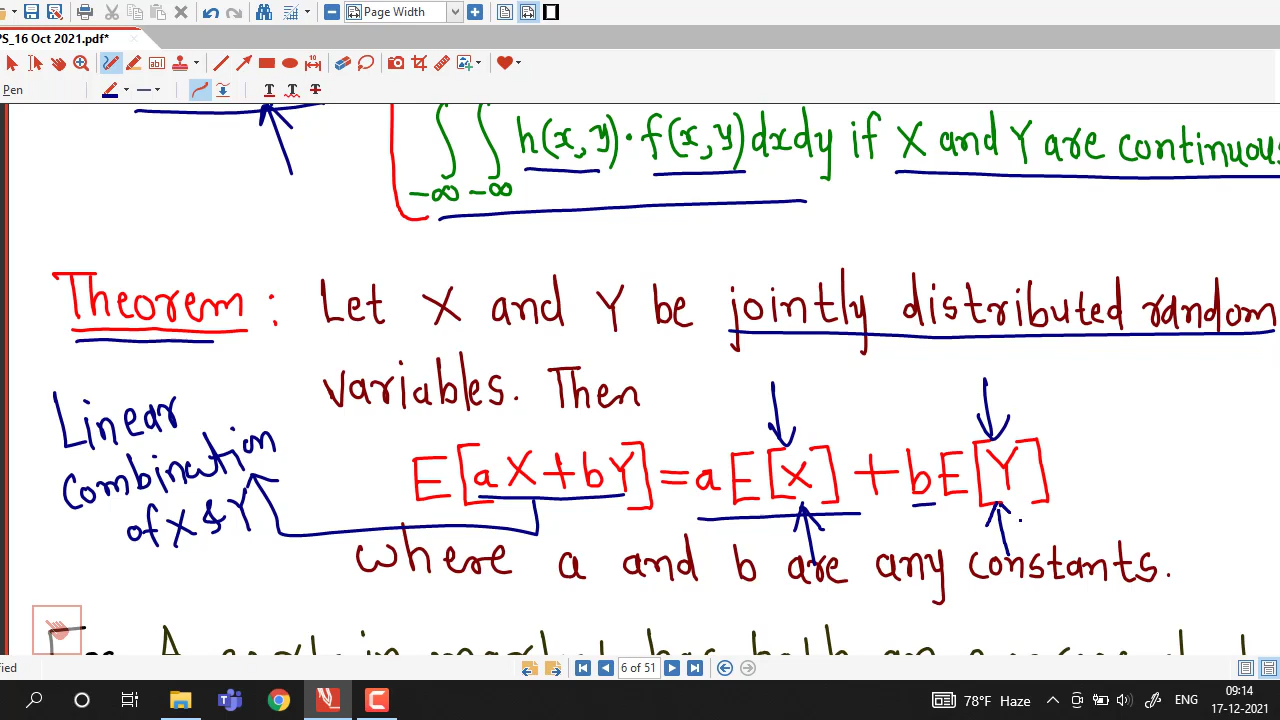 Page Width
PS_16 Oct 2021.pdf*
Pen
∫ ∫ h(x,y)·f(x,y)dxdy if X and Y are continuous
−∞ −∞
Theorem: Let X and Y be jointly distributed random
variables. Then
Linear
Combination
of X & Y
E[aX+bY]=aE[X]+bE[Y]
where a and b are any constants.
6 of 51
78°F Haze
ENG
09:14
17-12-2021